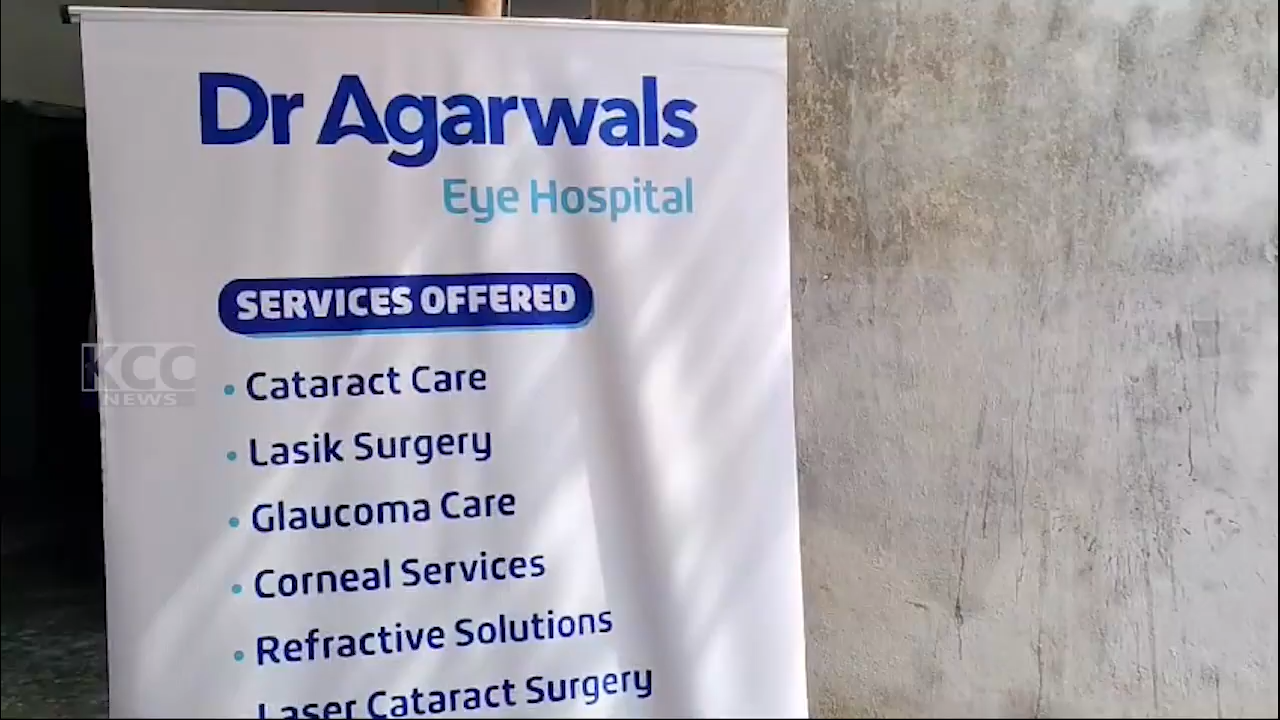 Dr Agarwals
Eye Hospital
SERVICES OFFERED
KCC
NEWS
• Cataract Care
• Lasik Surgery
• Glaucoma Care
• Corneal Services
• Refractive Solutions
Laser Cataract Surgery